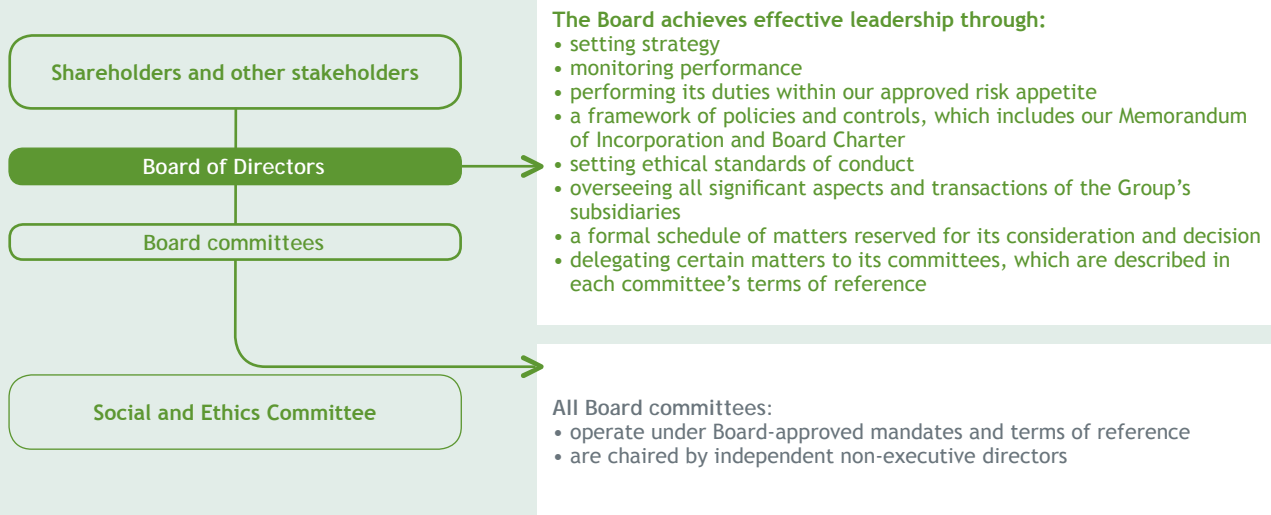 Shareholders and other stakeholders
Board of Directors
Board committees
Social and Ethics Committee
The Board achieves effective leadership through:
• setting strategy
• monitoring performance
• performing its duties within our approved risk appetite
• a framework of policies and controls, which includes our Memorandum
of Incorporation and Board Charter
• setting ethical standards of conduct
• overseeing all significant aspects and transactions of the Group’s
subsidiaries
• a formal schedule of matters reserved for its consideration and decision
• delegating certain matters to its committees, which are described in
each committee’s terms of reference
All Board committees:
• operate under Board-approved mandates and terms of reference
• are chaired by independent non-executive directors